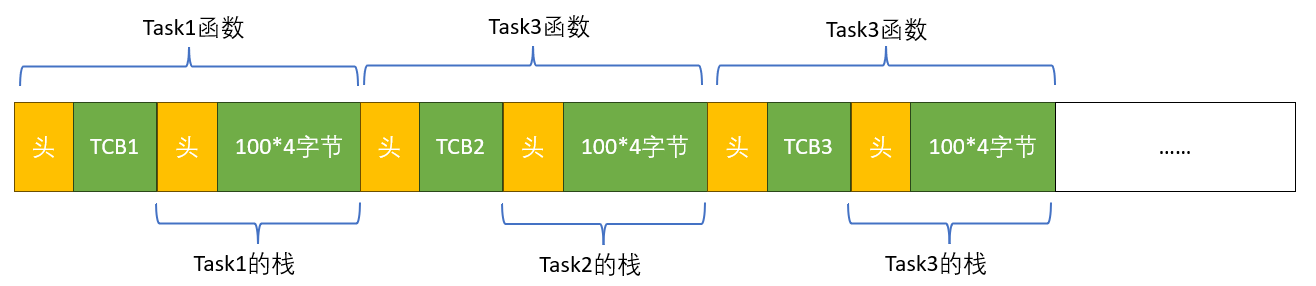 Task1函数 Task3函数 Task3函数
头 TCB1 头 100*4字节 头 TCB2 头 100*4字节 头 TCB3 头 100*4字节 ......
Task1的栈 Task2的栈 Task3的栈